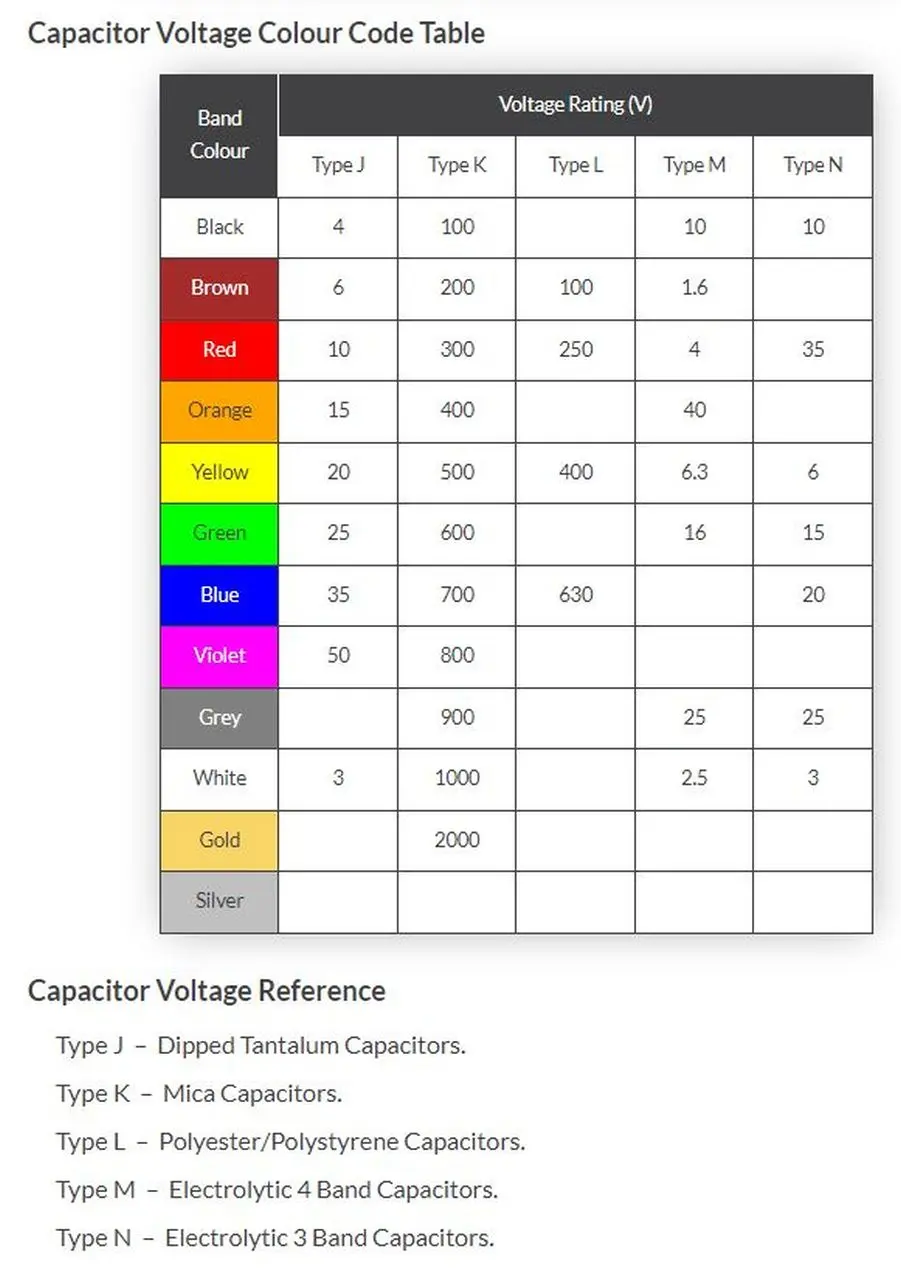 Capacitor Voltage Colour Code Table
Band Colour Voltage Rating (V)
Type J Type K Type L Type M Type N
Black 4 100 10 10
Brown 6 200 100 1.6
Red 10 300 250 4 35
Orange 15 400 40
Yellow 20 500 400 6.3 6
Green 25 600 16 15
Blue 35 700 630 20
Violet 50 800
Grey 900 25 25
White 3 1000 2.5 3
Gold 2000
Silver
Capacitor Voltage Reference
Type J – Dipped Tantalum Capacitors.
Type K – Mica Capacitors.
Type L – Polyester/Polystyrene Capacitors.
Type M – Electrolytic 4 Band Capacitors.
Type N – Electrolytic 3 Band Capacitors.